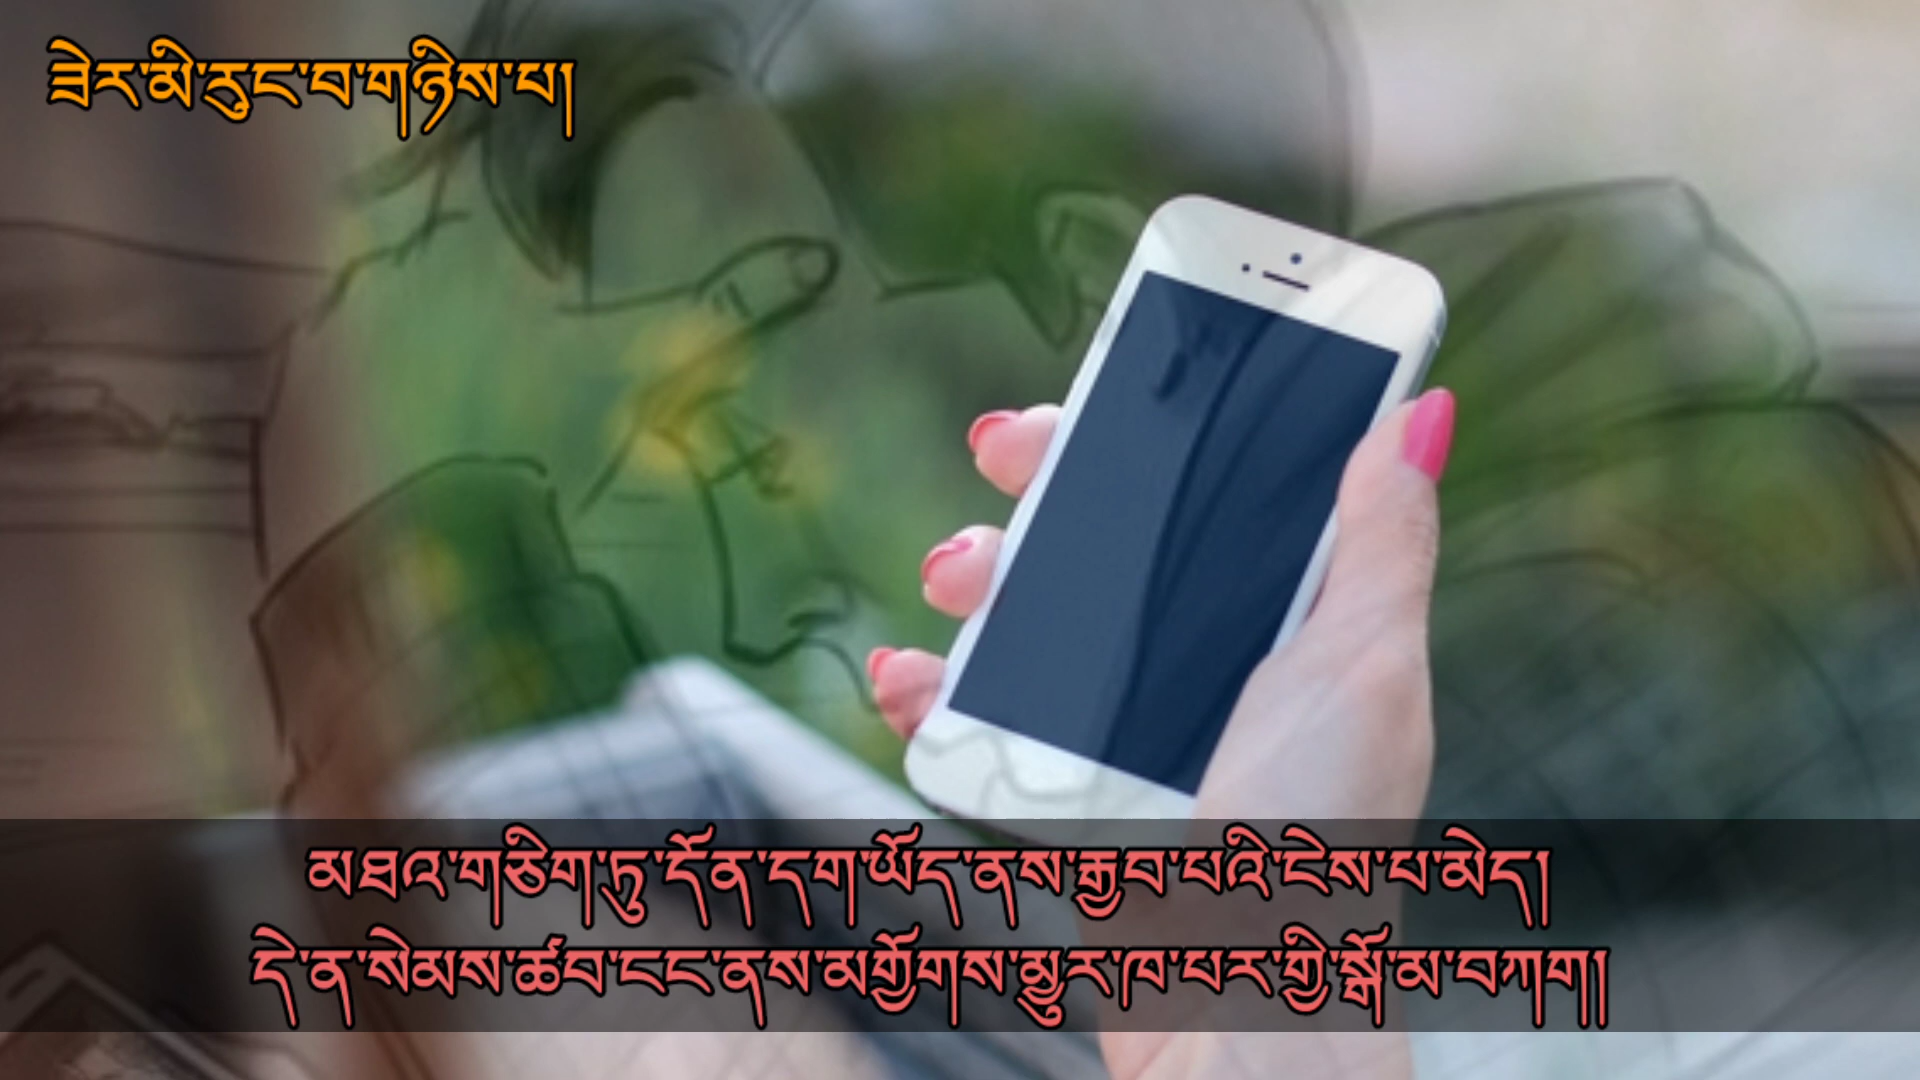 ཟེར་མི་རུང་བ་གཉིས་པ།
མཐའ་གཅིག་ཏུ་དོན་དག་ཡོད་ནས་རྒྱབ་པའི་ངེས་པ་མེད།
དེ་ན་སེམས་ཚབ་ངང་ནས་མགྱོགས་མྱུར་ཁ་པར་གྱི་སྒོ་མ་བཀག།